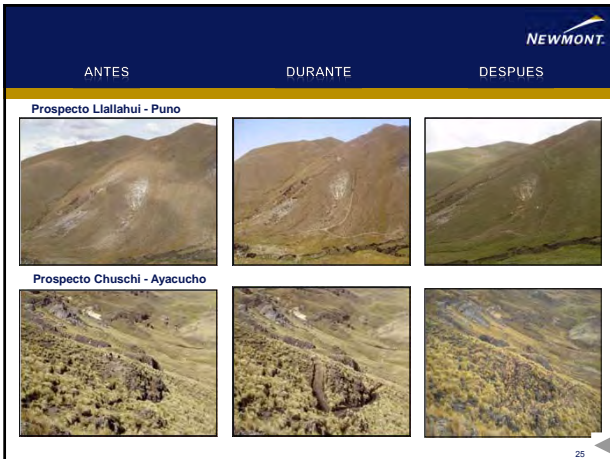 NEWMONT.
ANTES DURANTE DESPUES
Prospecto Llallahui - Puno
Prospecto Chuschi - Ayacucho
25